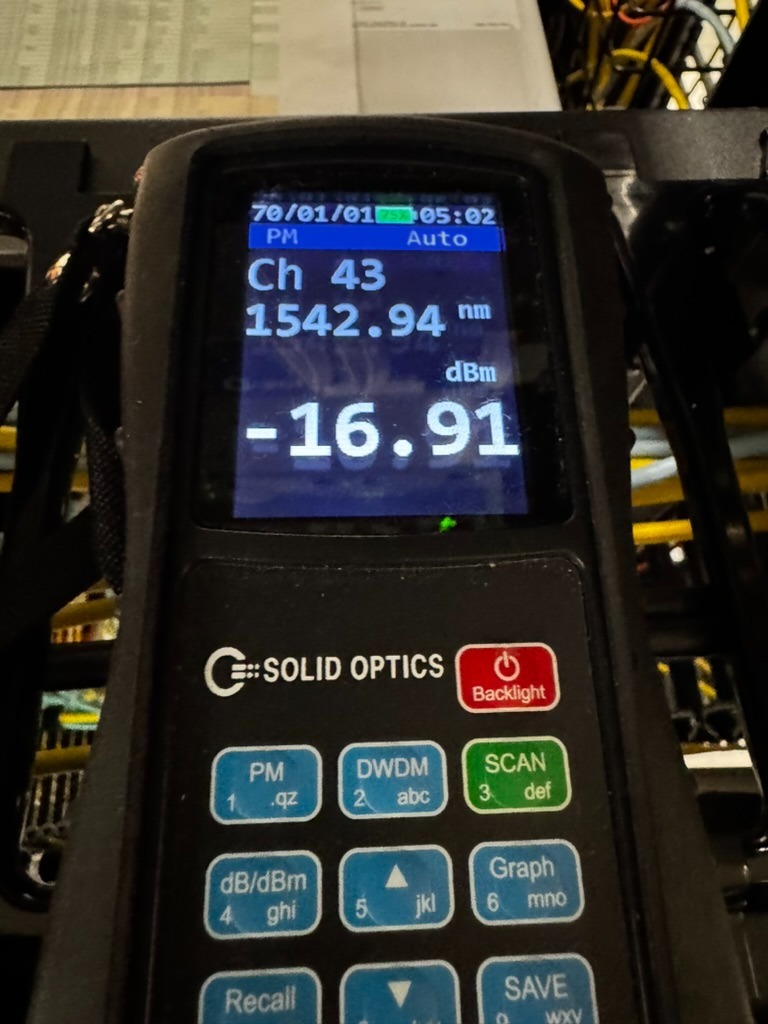 70/01/01 75% 05:02
PM Auto
Ch 43
1542.94 nm
dBm
-16.91
SOLID OPTICS
Backlight
PM
1 .qz
DWDM
2 abc
SCAN
3 def
dB/dBm
4 ghi
5 jkl
Graph
6 mno
Recall
SAVE
9 wxy